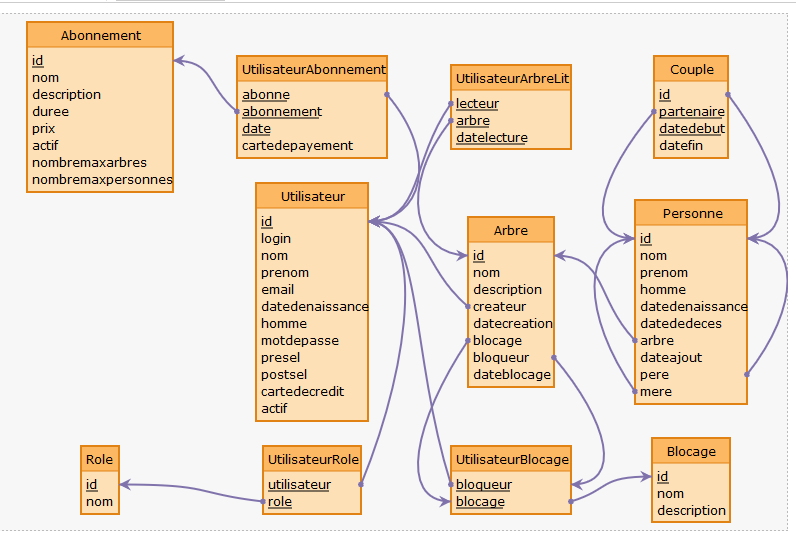 Abonnement
id
nom
description
duree
prix
actif
nombremaxarbres
nombremaxpersonnes
UtilisateurAbonnement
abonne
abonnement
date
cartedepayement
UtilisateurArbreLit
lecteur
arbre
datelecture
Couple
id
partenaire
datedebut
datefin
Utilisateur
id
login
nom
prenom
email
datedenaissance
homme
motdepasse
presel
postsel
cartedecredit
actif
Arbre
id
nom
description
createur
datecreation
blocage
bloqueur
dateblocage
Personne
id
nom
prenom
homme
datedenaissance
datededeces
arbre
dateajout
pere
mere
Role
id
nom
UtilisateurRole
utilisateur
role
UtilisateurBlocage
bloqueur
blocage
Blocage
id
nom
description